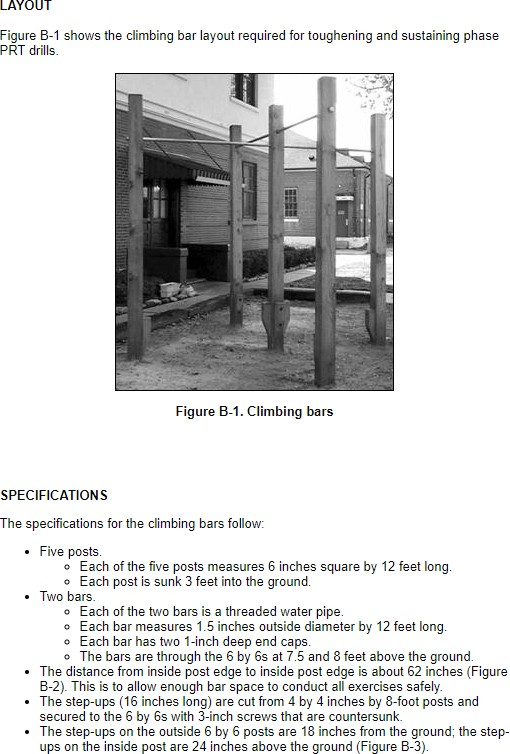 LAYOUT
Figure B-1 shows the climbing bar layout required for toughening and sustaining phase
PRT drills.
Figure B-1. Climbing bars
SPECIFICATIONS
The specifications for the climbing bars follow:
• Five posts.
o Each of the five posts measures 6 inches square by 12 feet long.
o Each post is sunk 3 feet into the ground.
• Two bars.
o Each of the two bars is a threaded water pipe.
o Each bar measures 1.5 inches outside diameter by 12 feet long.
o Each bar has two 1-inch deep end caps.
o The bars are through the 6 by 6s at 7.5 and 8 feet above the ground.
• The distance from inside post edge to inside post edge is about 62 inches (Figure
B-2). This is to allow enough bar space to conduct all exercises safely.
• The step-ups (16 inches long) are cut from 4 by 4 inches by 8-foot posts and
secured to the 6 by 6s with 3-inch screws that are countersunk.
• The step-ups on the outside 6 by 6 posts are 18 inches from the ground; the step-
ups on the inside post are 24 inches above the ground (Figure B-3).